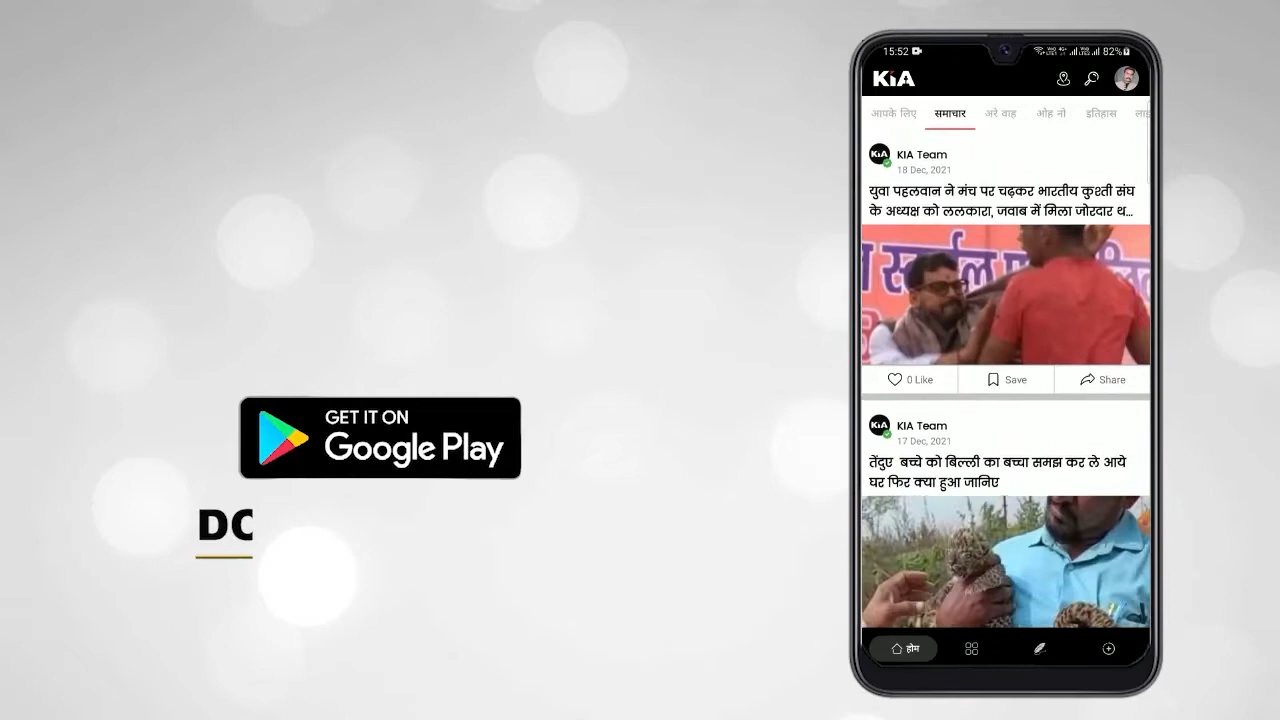 15:52
82%
KiA
आपके लिए
समाचार
अरे वाह
ओह नो
इतिहास
KIA Team
18 Dec, 2021
युवा पहलवान ने मंच पर चढ़कर भारतीय कुश्ती संघ
के अध्यक्ष को ललकारा, जवाब में मिला जोरदार थ...
0 Like
Save
Share
KIA Team
17 Dec, 2021
तेंदुए बच्चे को बिल्ली का बच्चा समझ कर ले आये
घर फिर क्या हुआ जानिए
होम
GET IT ON
Google Play
DC